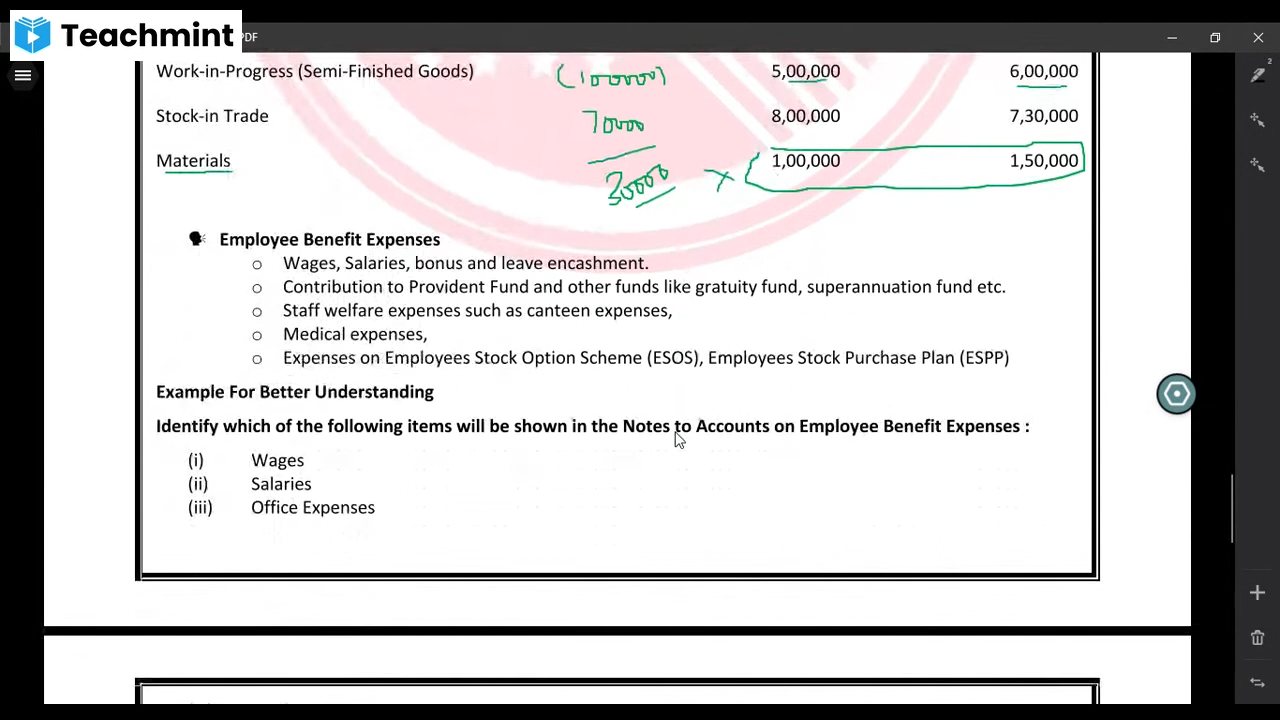 Teachmint
PDF
Work-in-Progress (Semi-Finished Goods) (100000) 5,00,000 6,00,000
Stock-in Trade 70000 8,00,000 7,30,000
Materials 30000 x 1,00,000 1,50,000
Employee Benefit Expenses
o Wages, Salaries, bonus and leave encashment.
o Contribution to Provident Fund and other funds like gratuity fund, superannuation fund etc.
o Staff welfare expenses such as canteen expenses,
o Medical expenses,
o Expenses on Employees Stock Option Scheme (ESOS), Employees Stock Purchase Plan (ESPP)
Example For Better Understanding
Identify which of the following items will be shown in the Notes to Accounts on Employee Benefit Expenses :
(i) Wages
(ii) Salaries
(iii) Office Expenses